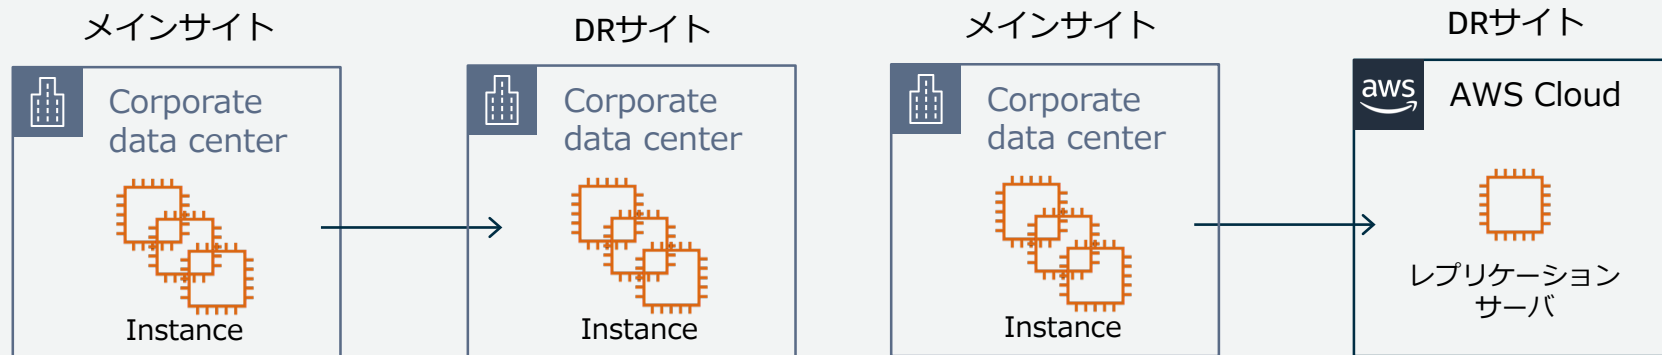 メインサイト
DRサイト
Corporate
data center
Instance
Corporate
data center
Instance
メインサイト
DRサイト
Corporate
data center
Instance
aws
AWS Cloud
レプリケーション
サーバ